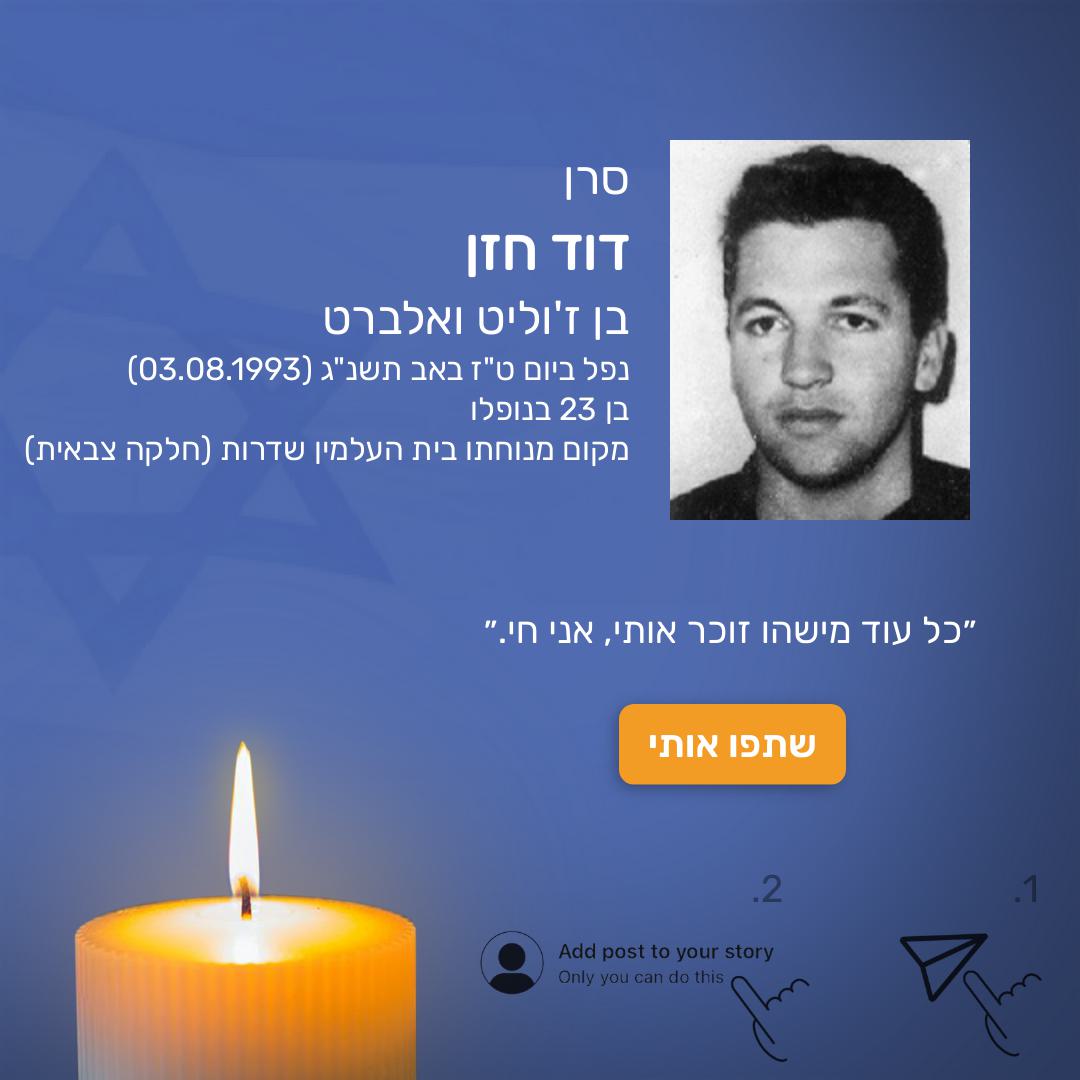 סרן
דוד חזן
בן ז'וליט ואלברט
נפל ביום ט"ז באב תשנ"ג (03.08.1993)
בן 23 בנופלו
מקום מנוחתו בית העלמין שדרות (חלקה צבאית)
״כל עוד מישהו זוכר אותי, אני חי.״
שתפו אותי
.1
.2
Add post to your story
Only you can do this